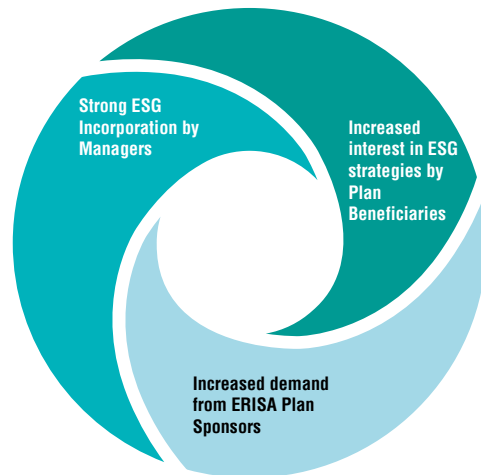 Strong ESG
Incorporation by
Managers
Increased
interest in ESG
strategies by
Plan
Beneficiaries
Increased demand
from ERISA Plan
Sponsors